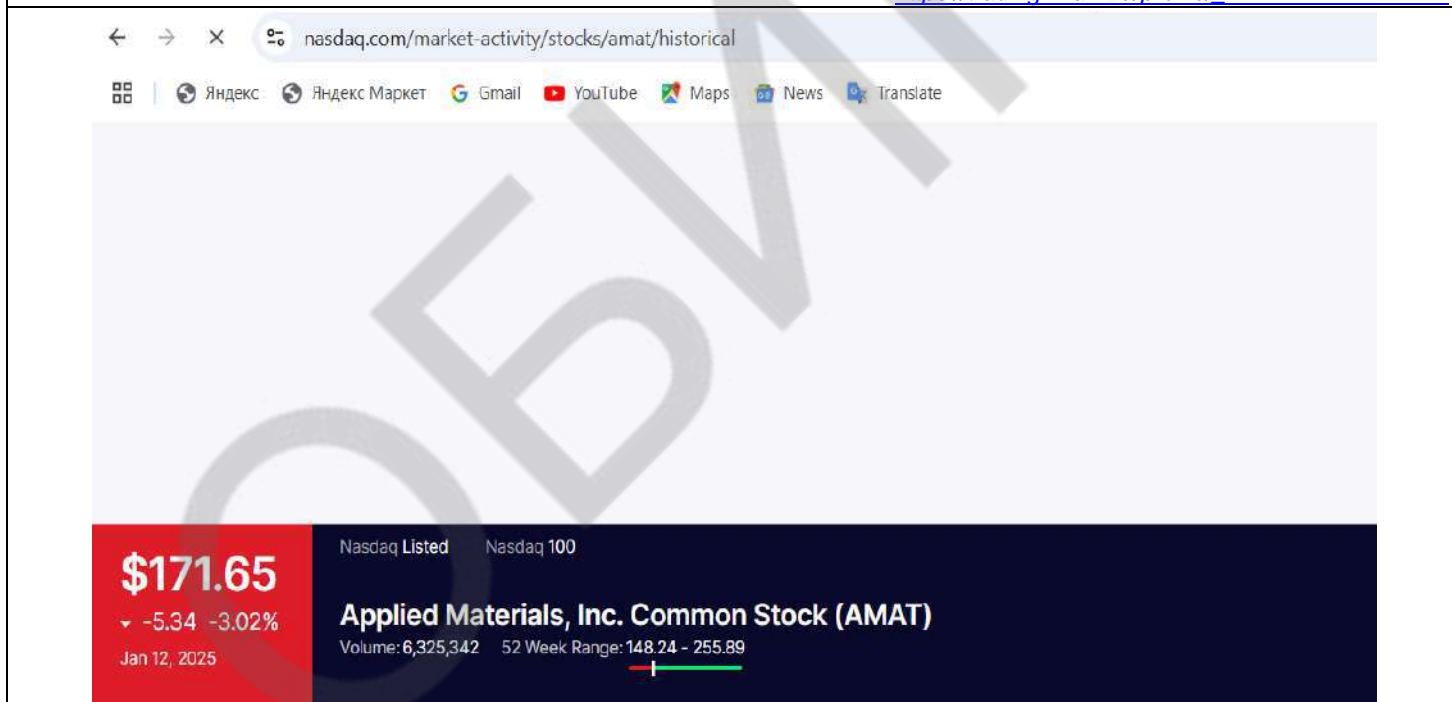 nasdaq.com/market-activity/stocks/amat/historical
Яндекс Яндекс Маркет Gmail YouTube Maps News Translate
ОБИ
$171.65
-5.34 -3.02%
Jan 12, 2025
Nasdaq Listed Nasdaq 100
Applied Materials, Inc. Common Stock (AMAT)
Volume: 6,325,342 52 Week Range: 148.24 - 255.89